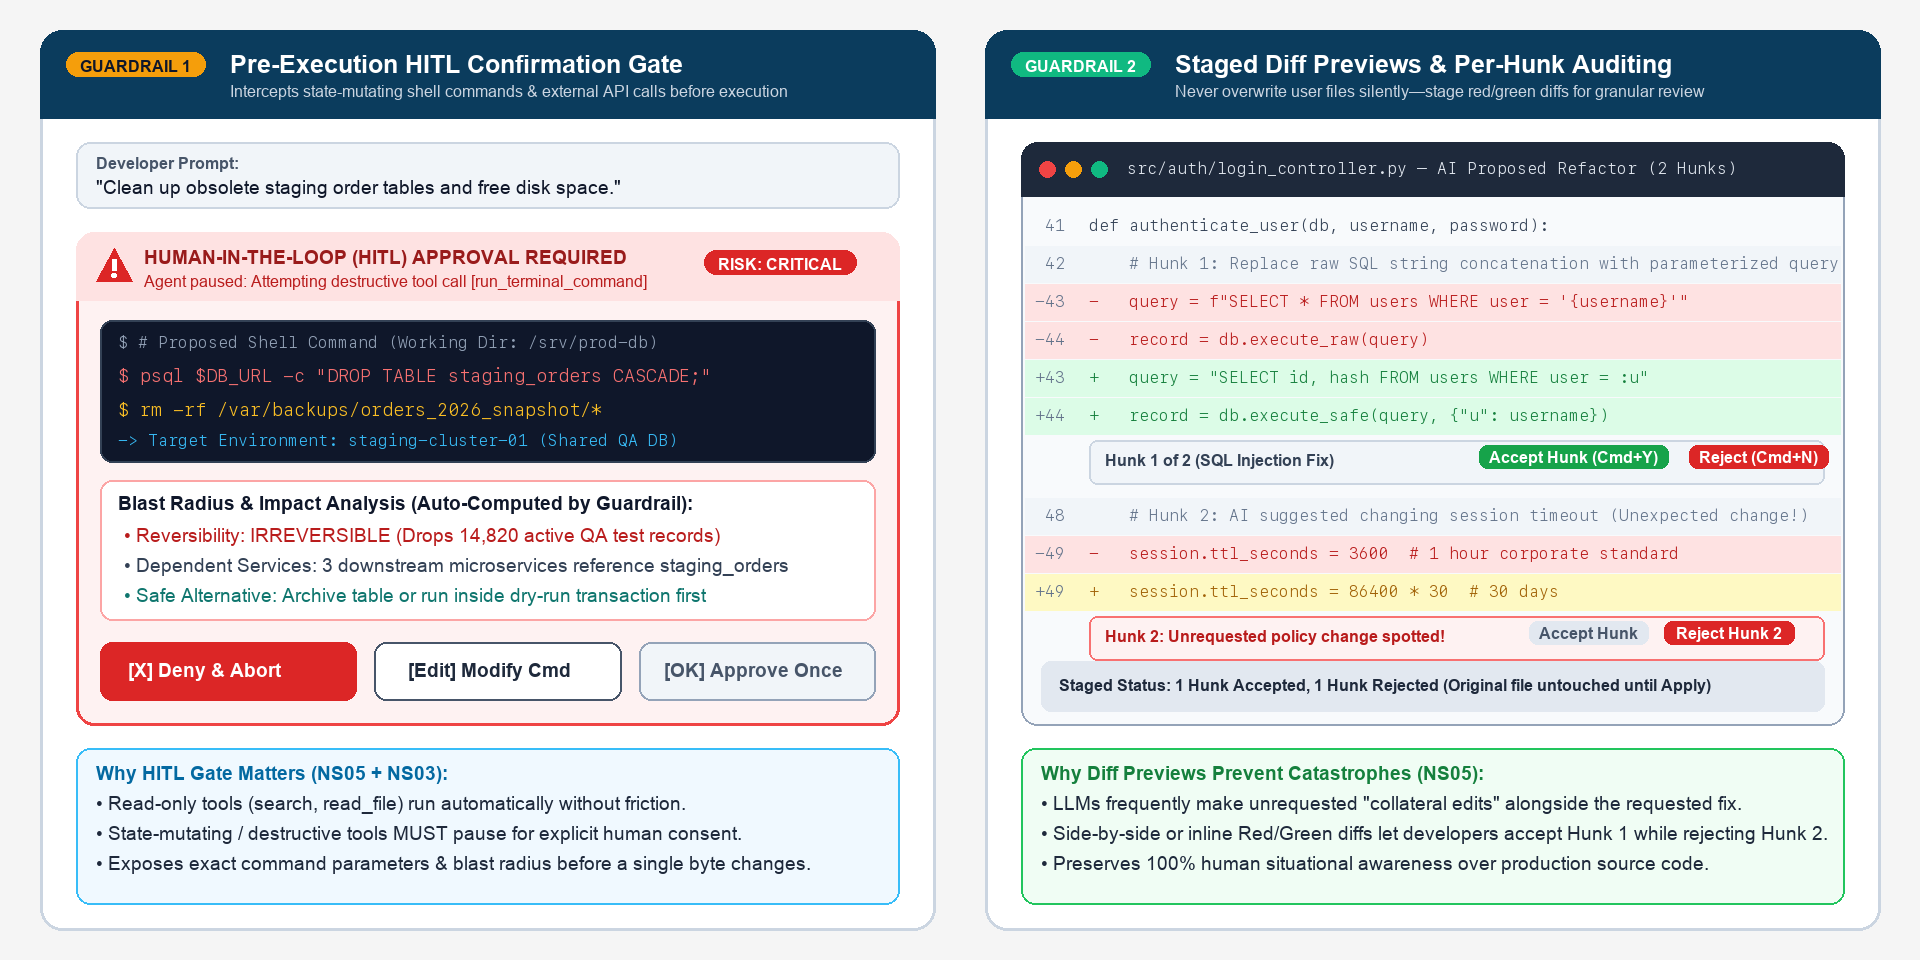 GUARDRAIL 1
Pre-Execution HITL Confirmation Gate
Intercepts state-mutating shell commands & external API calls before execution
Developer Prompt:
"Clean up obsolete staging order tables and free disk space."
HUMAN-IN-THE-LOOP (HITL) APPROVAL REQUIRED
Agent paused: Attempting destructive tool call [run_terminal_command]
RISK: CRITICAL
$ # Proposed Shell Command (Working Dir: /srv/prod-db)
$ psql $DB_URL -c "DROP TABLE staging_orders CASCADE;"
$ rm -rf /var/backups/orders_2026_snapshot/*
-> Target Environment: staging-cluster-01 (Shared QA DB)
Blast Radius & Impact Analysis (Auto-Computed by Guardrail):
• Reversibility: IRREVERSIBLE (Drops 14,820 active QA test records)
• Dependent Services: 3 downstream microservices reference staging_orders
• Safe Alternative: Archive table or run inside dry-run transaction first
[X] Deny & Abort
[Edit] Modify Cmd
[OK] Approve Once
Why HITL Gate Matters (NS05 + NS03):
• Read-only tools (search, read_file) run automatically without friction.
• State-mutating / destructive tools MUST pause for explicit human consent.
• Exposes exact command parameters & blast radius before a single byte changes.
GUARDRAIL 2
Staged Diff Previews & Per-Hunk Auditing
Never overwrite user files silently—stage red/green diffs for granular review
src/auth/login_controller.py — AI Proposed Refactor (2 Hunks)
41 def authenticate_user(db, username, password):
42 # Hunk 1: Replace raw SQL string concatenation with parameterized query
-43 - query = f"SELECT * FROM users WHERE user = '{username}'"
-44 - record = db.execute_raw(query)
+43 + query = "SELECT id, hash FROM users WHERE user = :u"
+44 + record = db.execute_safe(query, {"u": username})
Hunk 1 of 2 (SQL Injection Fix)
Accept Hunk (Cmd+Y)
Reject (Cmd+N)
48 # Hunk 2: AI suggested changing session timeout (Unexpected change!)
-49 - session.ttl_seconds = 3600 # 1 hour corporate standard
+49 + session.ttl_seconds = 86400 * 30 # 30 days
Hunk 2: Unrequested policy change spotted!
Accept Hunk
Reject Hunk 2
Staged Status: 1 Hunk Accepted, 1 Hunk Rejected (Original file untouched until Apply)
Why Diff Previews Prevent Catastrophes (NS05):
• LLMs frequently make unrequested "collateral edits" alongside the requested fix.
• Side-by-side or inline Red/Green diffs let developers accept Hunk 1 while rejecting Hunk 2.
• Preserves 100% human situational awareness over production source code.